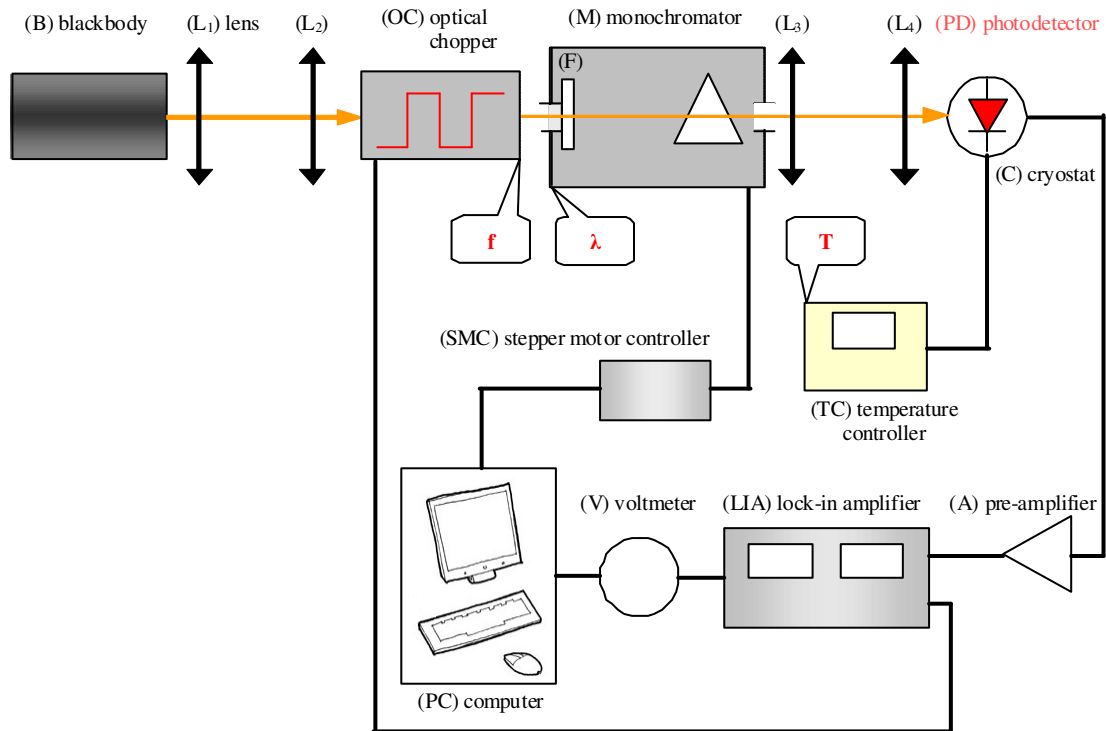 (B) blackbody
(L₁) lens
(L₂)
(OC) optical
chopper
(M) monochromator
(L₃)
(L₄)
(PD) photodetector
(F)
(C) cryostat
f
λ
T
(SMC) stepper motor controller
(TC) temperature
controller
(V) voltmeter
(LIA) lock-in amplifier
(A) pre-amplifier
(PC) computer